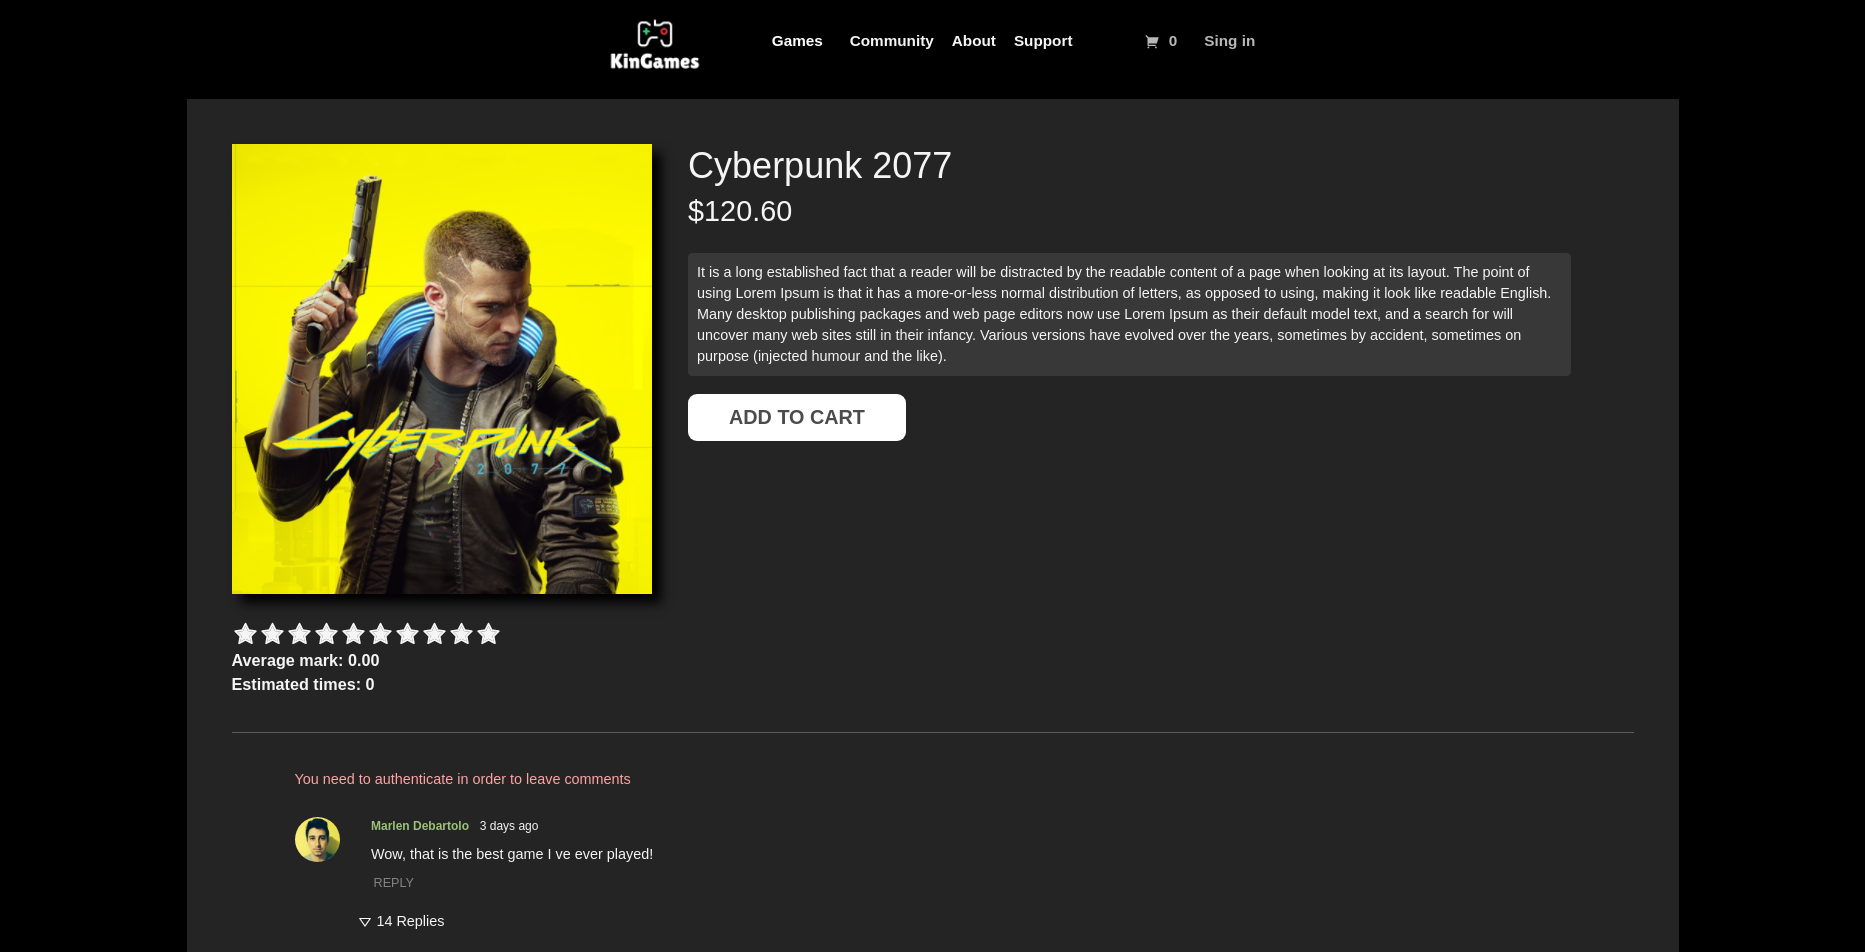 KinGames
Games Community About Support 0 Sing in
Cyberpunk 2077
$120.60
It is a long established fact that a reader will be distracted by the readable content of a page when looking at its layout. The point of
using Lorem Ipsum is that it has a more-or-less normal distribution of letters, as opposed to using, making it look like readable English.
Many desktop publishing packages and web page editors now use Lorem Ipsum as their default model text, and a search for will
uncover many web sites still in their infancy. Various versions have evolved over the years, sometimes by accident, sometimes on
purpose (injected humour and the like).
ADD TO CART
CYBERPUNK
2077
Average mark: 0.00
Estimated times: 0
You need to authenticate in order to leave comments
Marlen Debartolo 3 days ago
Wow, that is the best game I ve ever played!
REPLY
14 Replies